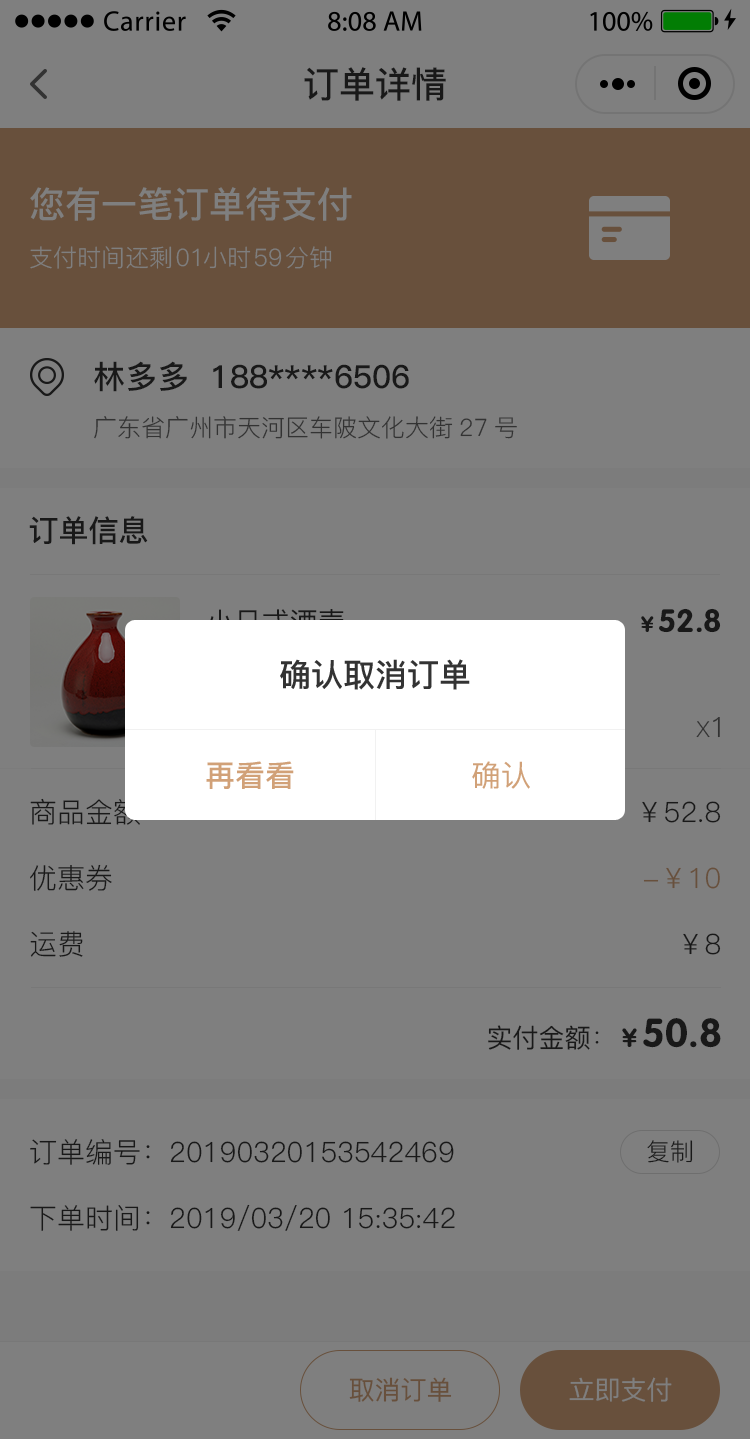 Carrier 8:08 AM 100%
订单详情
您有一笔订单待支付
支付时间还剩01小时59分钟
林多多 188****6506
广东省广州市天河区车陂文化大街 27 号
订单信息
¥52.8
确认取消订单
x1
再看看 确认
商品金额 ¥52.8
优惠券 –¥10
运费 ¥8
实付金额： ¥50.8
订单编号：20190320153542469 复制
下单时间：2019/03/20 15:35:42
取消订单 立即支付